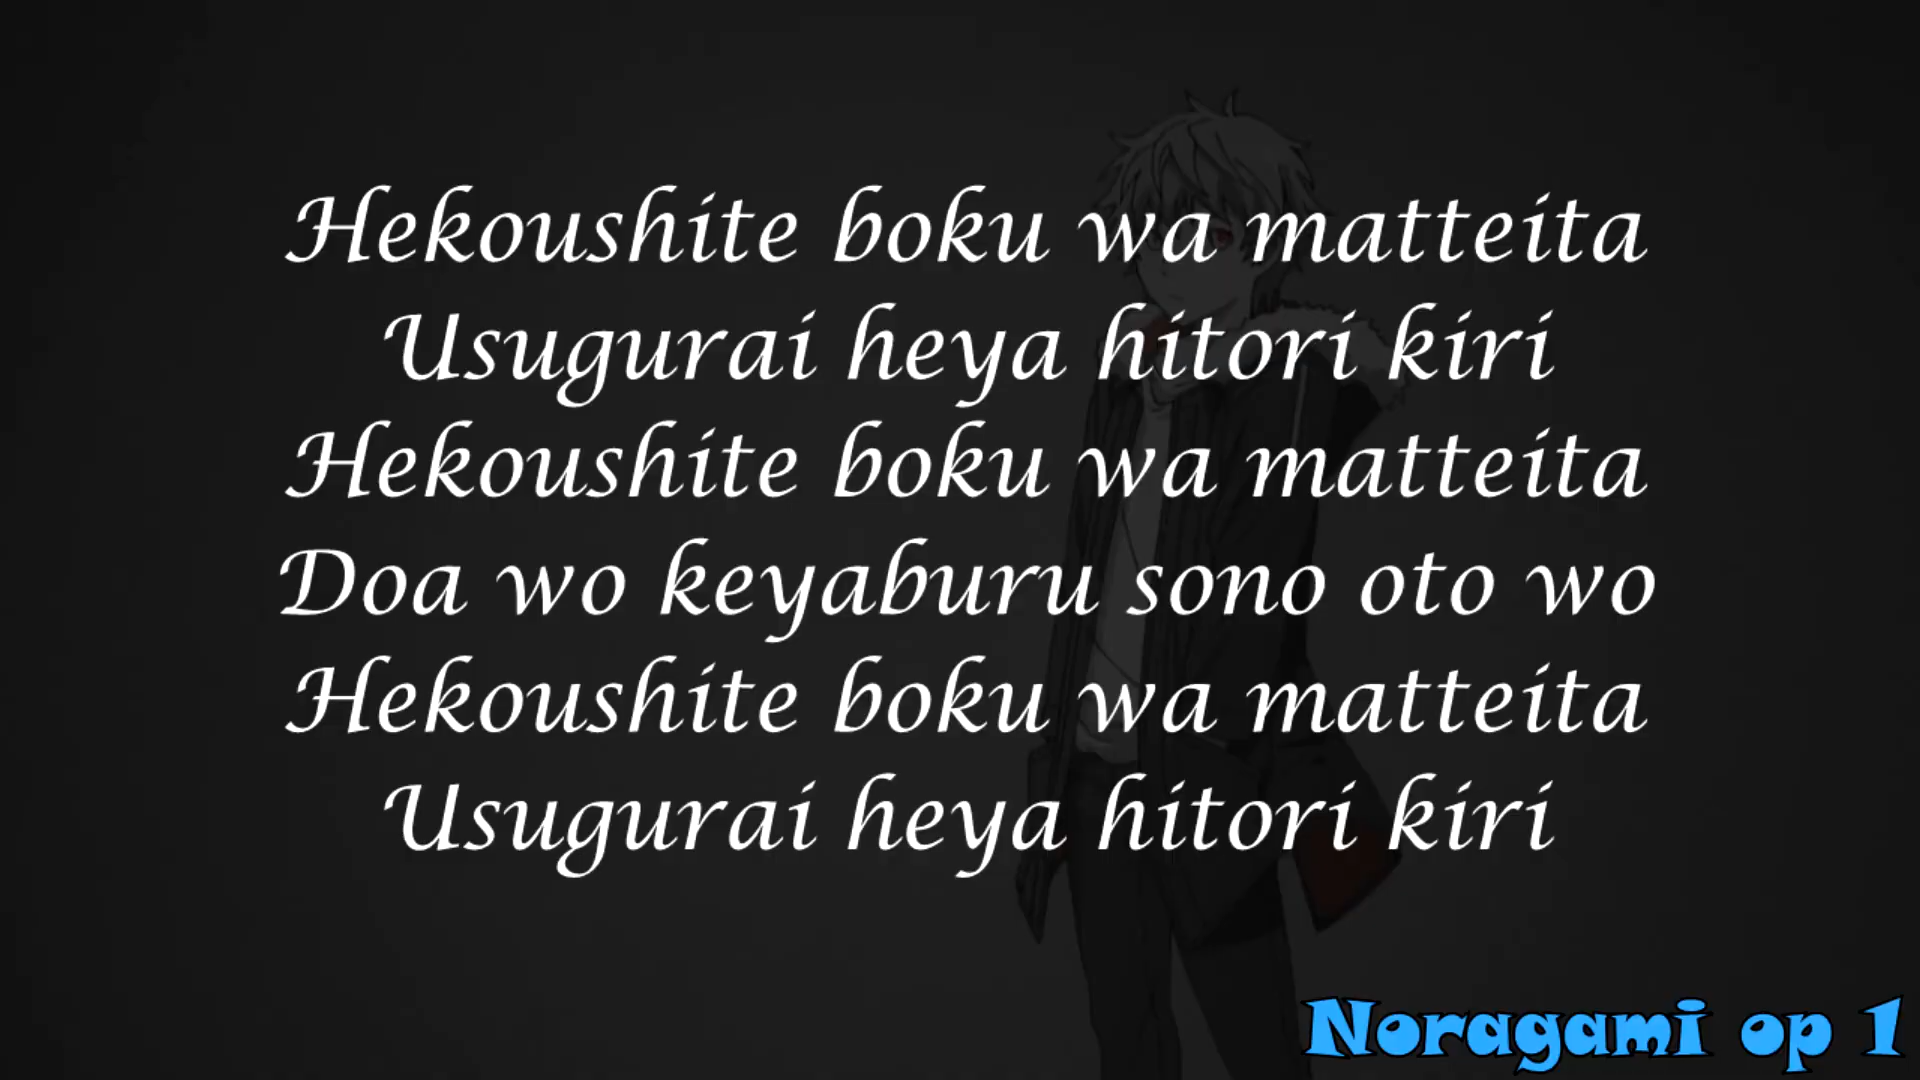 Hekoushite boku wa matteita
Usugurai heya hitori kiri
Hekoushite boku wa matteita
Doa wo keyaburu sono oto wo
Hekoushite boku wa matteita
Usugurai heya hitori kiri
Noragami op 1